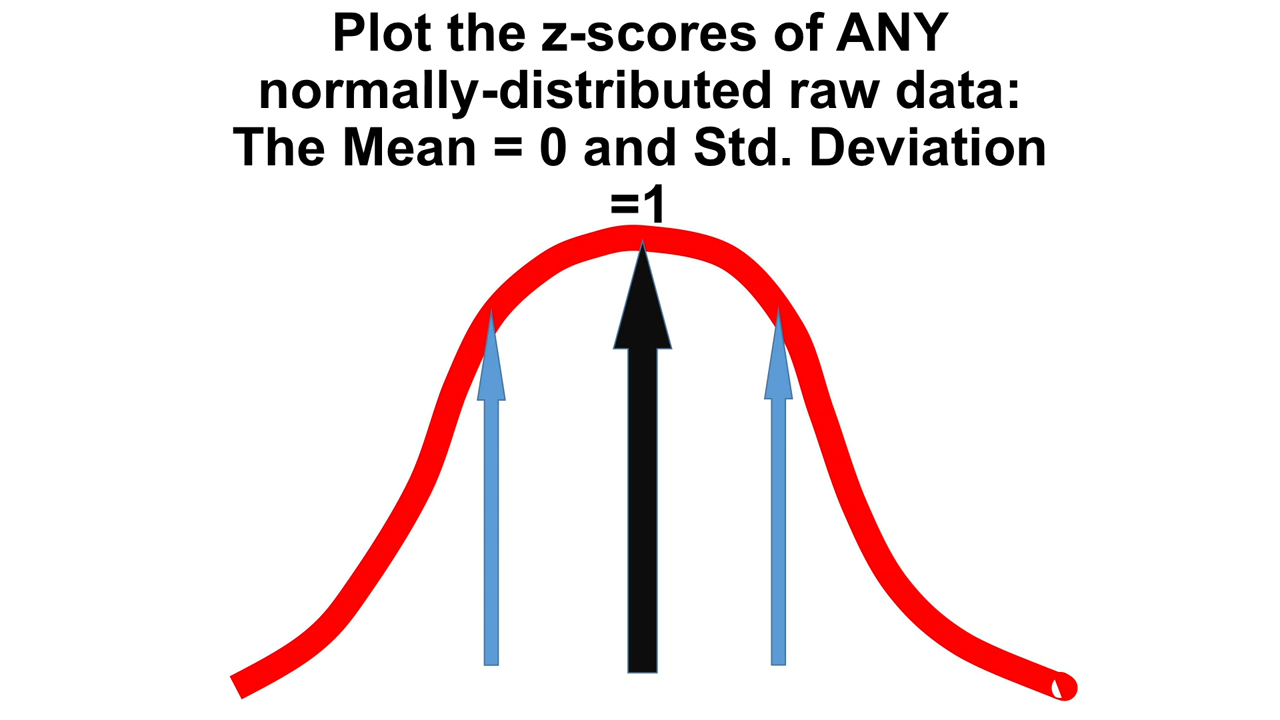 Plot the z-scores of ANY
normally-distributed raw data:
The Mean = 0 and Std. Deviation
=1